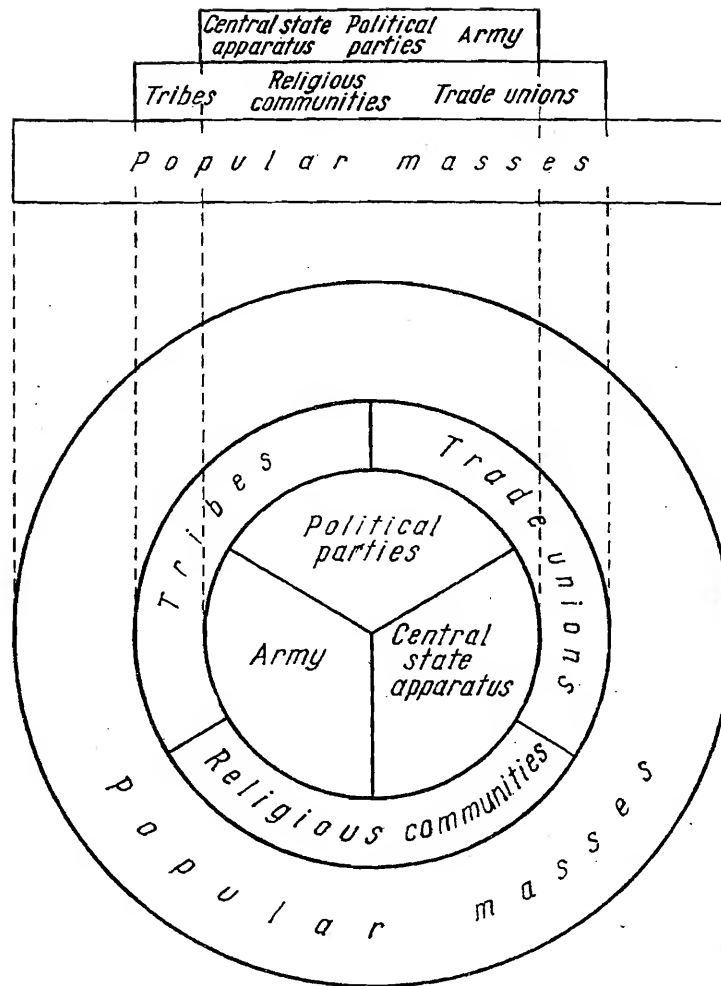 Central state apparatus Political parties Army
Tribes Religious communities Trade unions
Popular masses
Tribes
Trade unions
Political
parties
Army
Central
state
apparatus
Religious communities
Popular masses